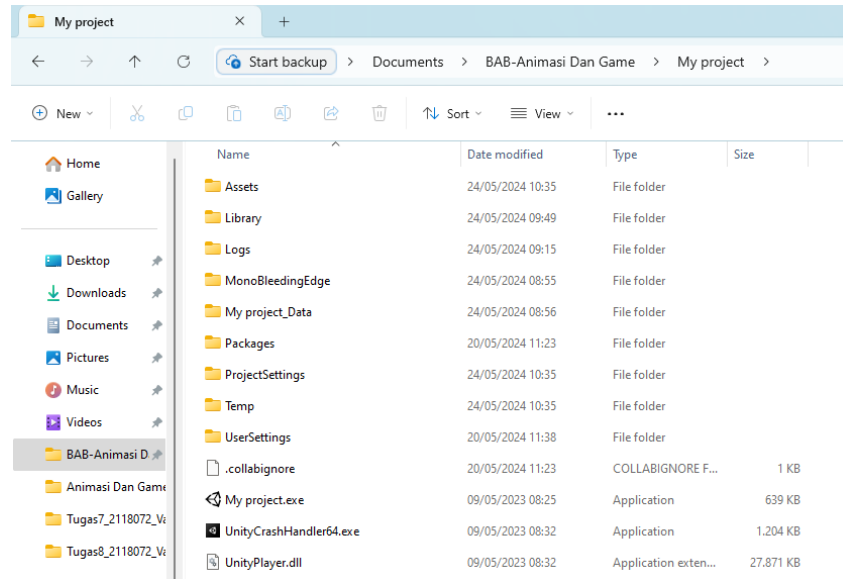 My project
Start backup > Documents > BAB-Animasi Dan Game > My project >
New Sort View
Name Date modified Type Size
Home
Gallery
Desktop
Downloads
Documents
Pictures
Music
Videos
BAB-Animasi D
Animasi Dan Game
Tugas7_2118072_Va
Tugas8_2118072_Va
Assets 24/05/2024 10:35 File folder
Library 24/05/2024 09:49 File folder
Logs 24/05/2024 09:15 File folder
MonoBleedingEdge 24/05/2024 08:55 File folder
My project_Data 24/05/2024 08:56 File folder
Packages 20/05/2024 11:23 File folder
ProjectSettings 24/05/2024 10:35 File folder
Temp 24/05/2024 10:35 File folder
UserSettings 20/05/2024 11:38 File folder
.collabignore 20/05/2024 11:23 COLLABIGNORE F... 1 KB
My project.exe 09/05/2023 08:25 Application 639 KB
UnityCrashHandler64.exe 09/05/2023 08:32 Application 1.204 KB
UnityPlayer.dll 09/05/2023 08:32 Application exten... 27.871 KB